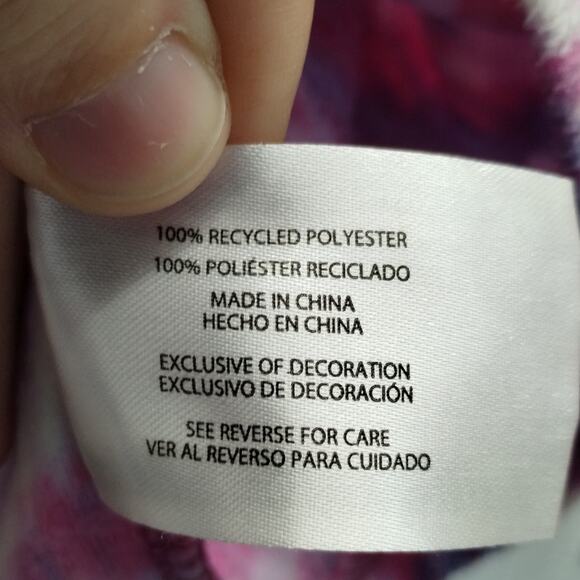 100% RECYCLED POLYESTER
100% POLIÉSTER RECICLADO
MADE IN CHINA
HECHO EN CHINA
EXCLUSIVE OF DECORATION
EXCLUSIVO DE DECORACIÓN
SEE REVERSE FOR CARE
VER AL REVERSO PARA CUIDADO